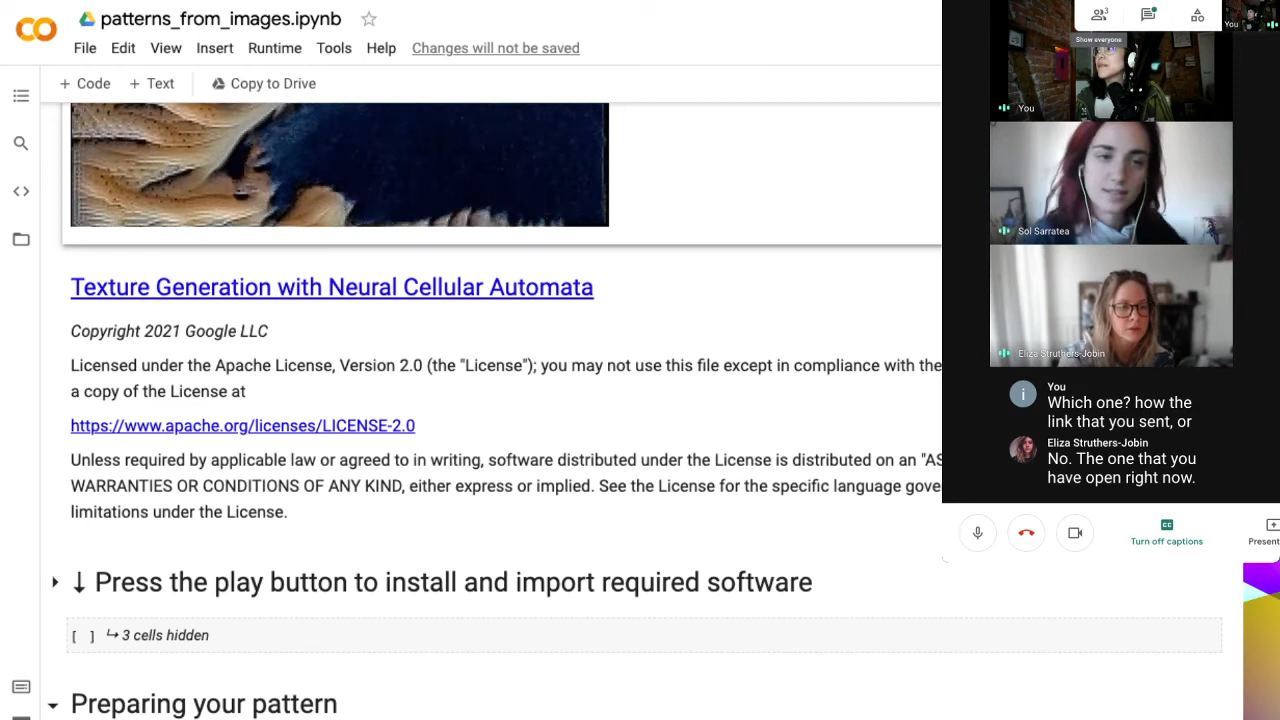 patterns_from_images.ipynb
File Edit View Insert Runtime Tools Help Changes will not be saved
+ Code + Text Copy to Drive
Texture Generation with Neural Cellular Automata
Copyright 2021 Google LLC
Licensed under the Apache License, Version 2.0 (the "License"); you may not use this file except in compliance with the
a copy of the License at
https://www.apache.org/licenses/LICENSE-2.0
Unless required by applicable law or agreed to in writing, software distributed under the License is distributed on an "AS
WARRANTIES OR CONDITIONS OF ANY KIND, either express or implied. See the License for the specific language gove
limitations under the License.
↓ Press the play button to install and import required software
[ ] ↳ 3 cells hidden
Preparing your pattern
3
You
Show everyone
You
Sol Sarratea
Eliza Struthers-Jobin
i
You
Which one? how the
link that you sent, or
Eliza Struthers-Jobin
No. The one that you
have open right now.
Turn off captions
Present